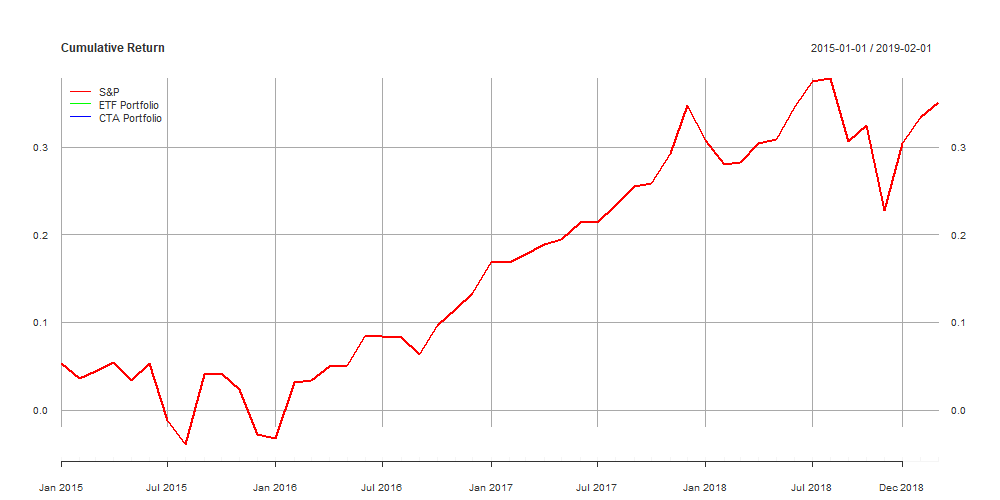 Cumulative Return
2015-01-01 / 2019-02-01
S&P
ETF Portfolio
CTA Portfolio
0.3
0.3
0.2
0.2
0.1
0.1
0.0
0.0
Jan 2015 Jul 2015 Jan 2016 Jul 2016 Jan 2017 Jul 2017 Jan 2018 Jul 2018 Dec 2018